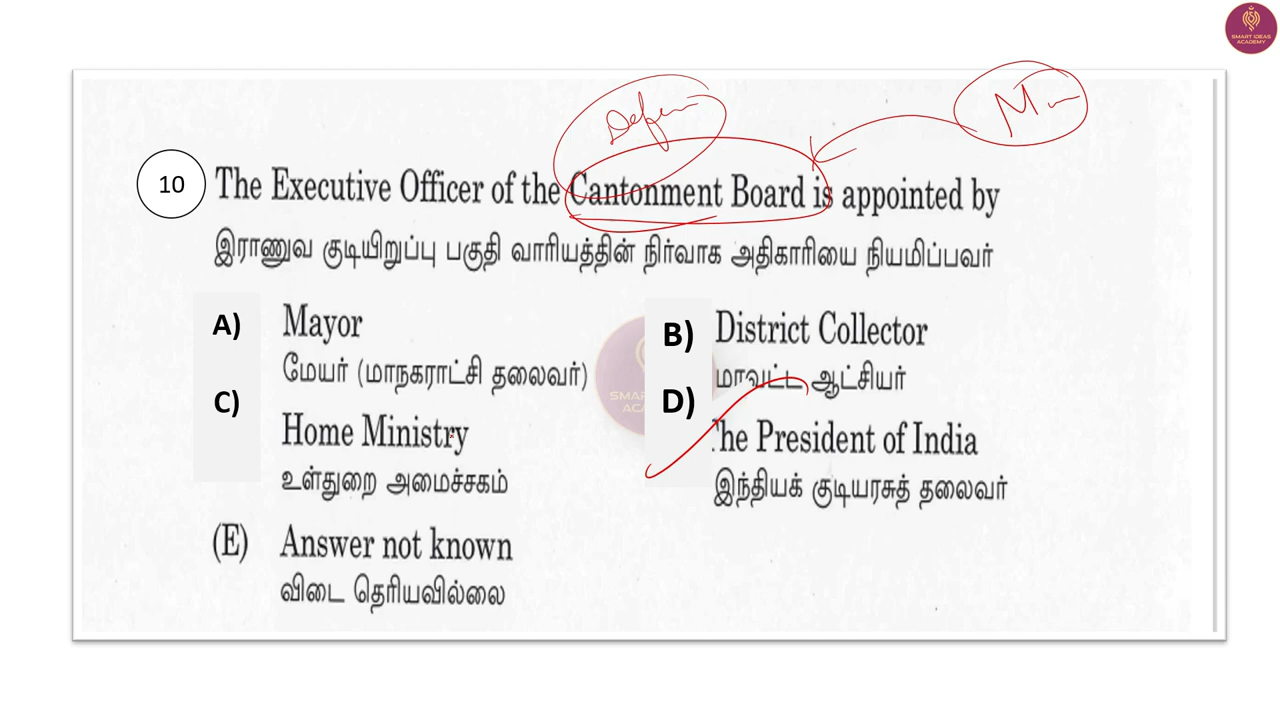 SMART IDEAS
ACADEMY
10 The Executive Officer of the Cantonment Board is appointed by
இராணுவ குடியிருப்பு பகுதி வாரியத்தின் நிர்வாக அதிகாரியை நியமிப்பவர்
A) Mayor
மேயர் (மாநகராட்சி தலைவர்)
B) District Collector
மாவட்ட ஆட்சியர்
C) Home Ministry
உள்துறை அமைச்சகம்
D) The President of India
இந்தியக் குடியரசுத் தலைவர்
(E) Answer not known
விடை தெரியவில்லை